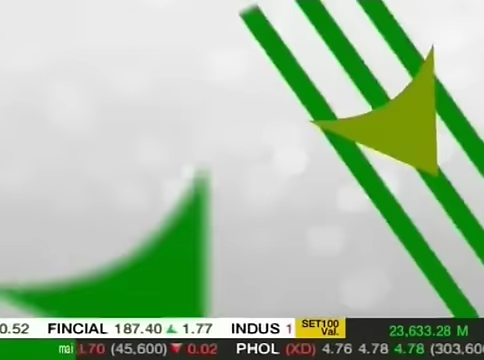 0.52 FINCIAL 187.40 ▲ 1.77 INDUS 1
SET100
Val.
23,633.28 M
mai L70 (45,600) ▼ 0.02 PHOL (XD) 4.76 4.78 4.78 (303,60